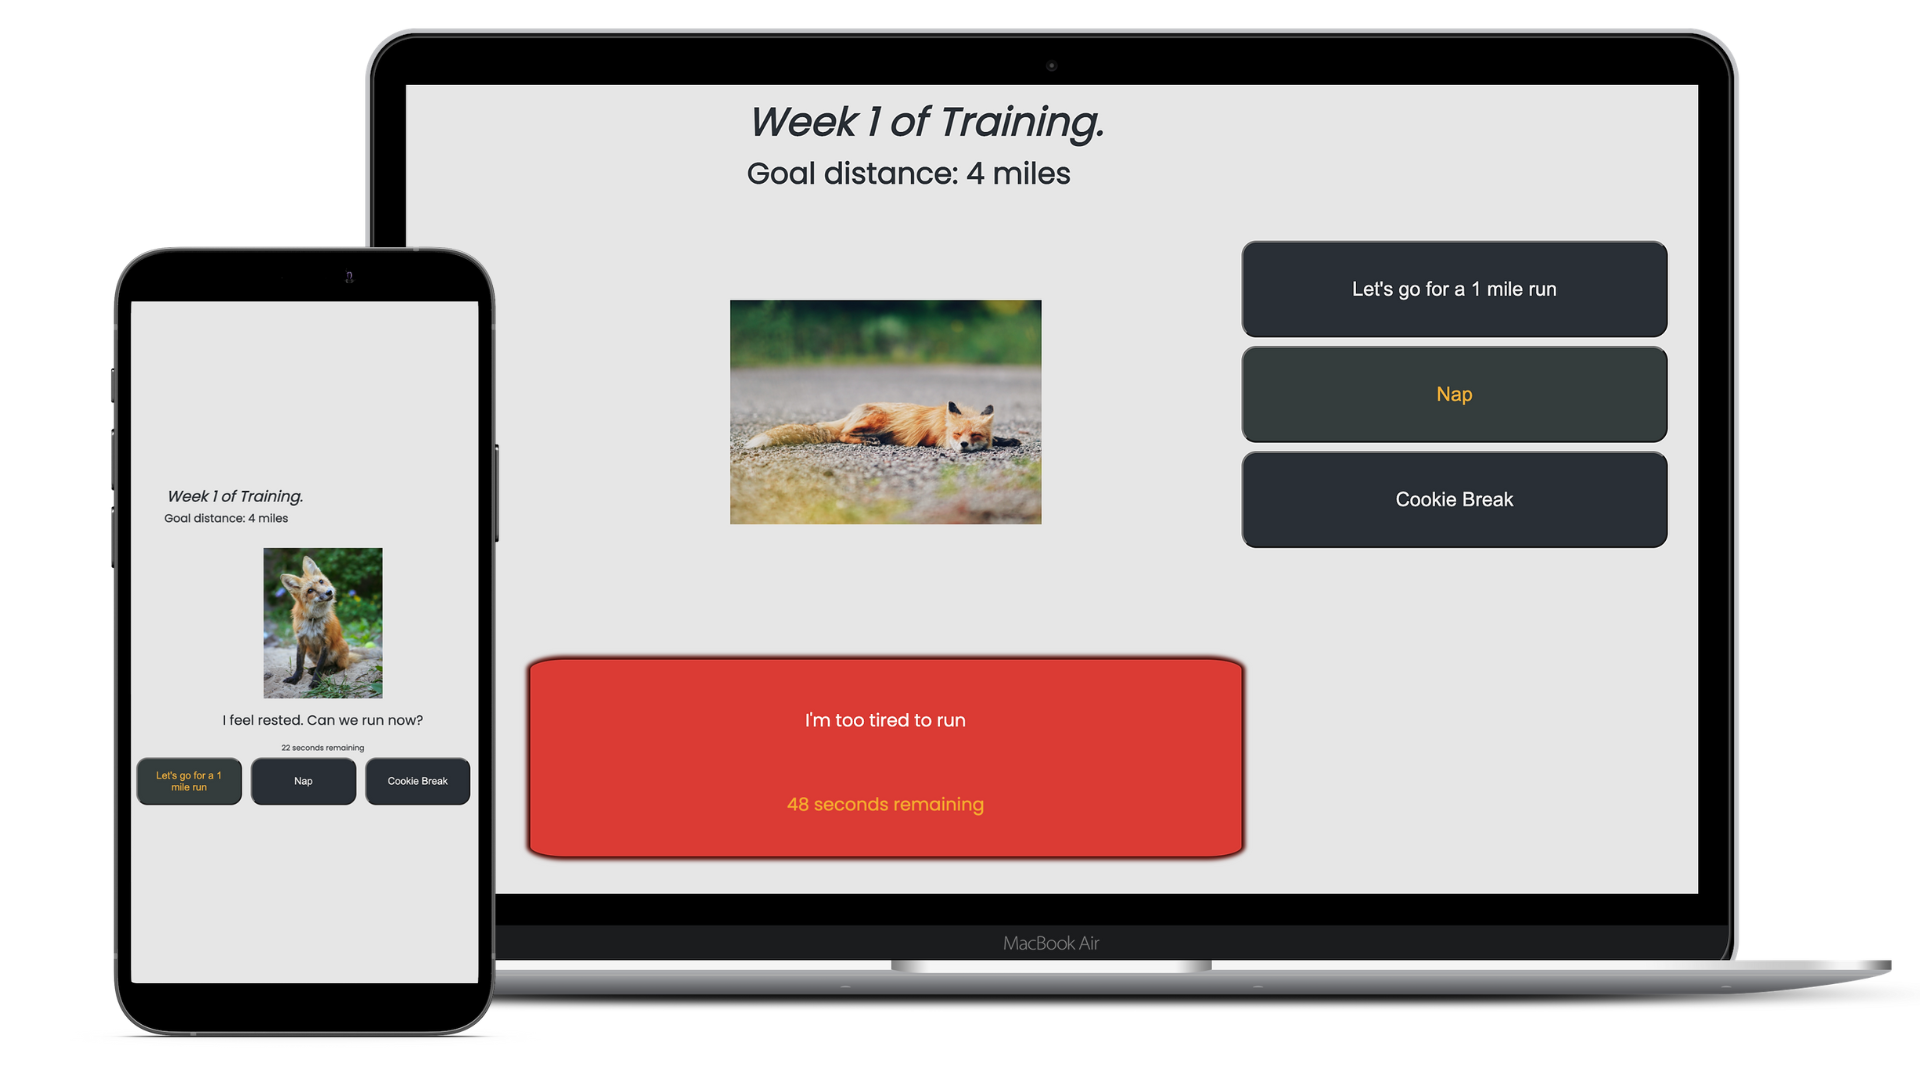 Week 1 of Training.
Goal distance: 4 miles
Let's go for a 1 mile run
Nap
Cookie Break
I'm too tired to run
48 seconds remaining
MacBook Air
Week 1 of Training.
Goal distance: 4 miles
I feel rested. Can we run now?
22 seconds remaining
Let's go for a 1
mile run
Nap
Cookie Break